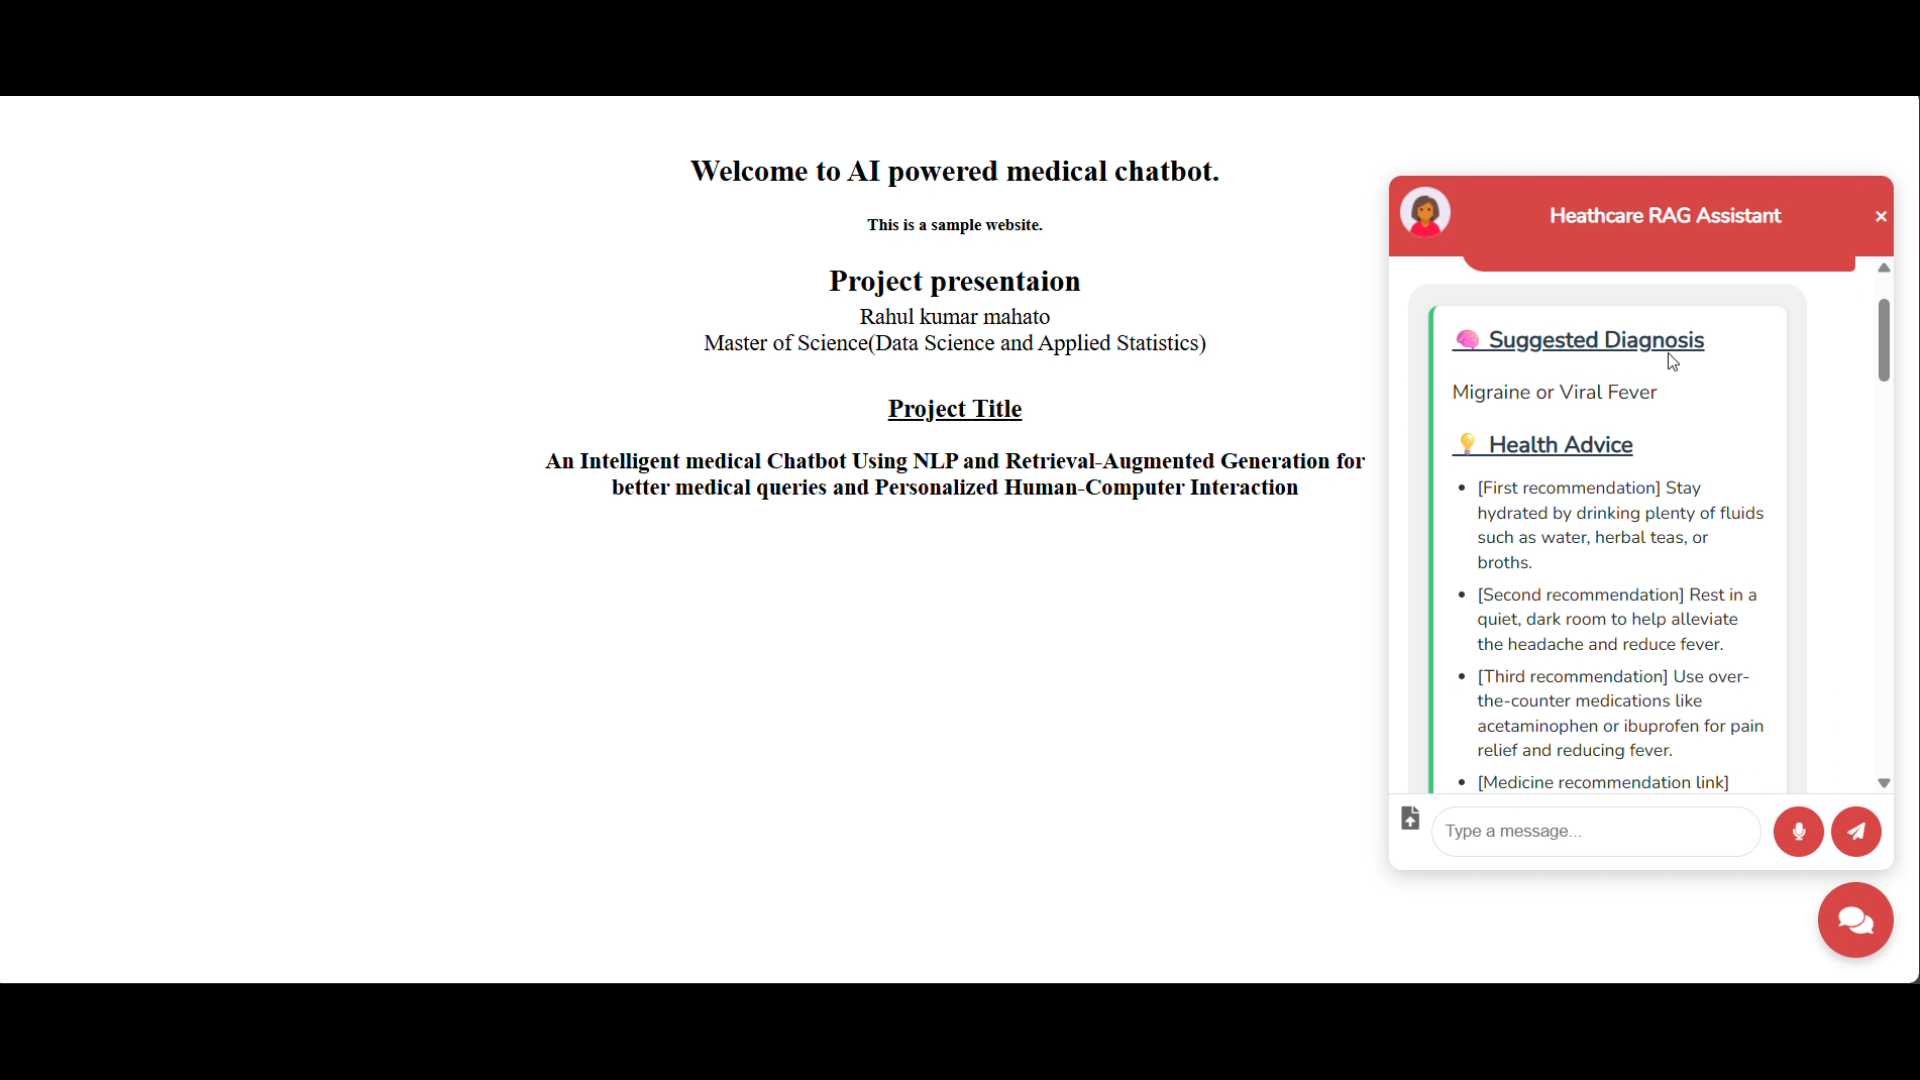 Welcome to AI powered medical chatbot.
This is a sample website.
Project presentaion
Rahul kumar mahato
Master of Science(Data Science and Applied Statistics)
Project Title
An Intelligent medical Chatbot Using NLP and Retrieval-Augmented Generation for
better medical queries and Personalized Human-Computer Interaction
Heathcare RAG Assistant
×
🧠 Suggested Diagnosis
Migraine or Viral Fever
💡 Health Advice
• [First recommendation] Stay
hydrated by drinking plenty of fluids
such as water, herbal teas, or
broths.
• [Second recommendation] Rest in a
quiet, dark room to help alleviate
the headache and reduce fever.
• [Third recommendation] Use over-
the-counter medications like
acetaminophen or ibuprofen for pain
relief and reducing fever.
• [Medicine recommendation link]
Type a message...